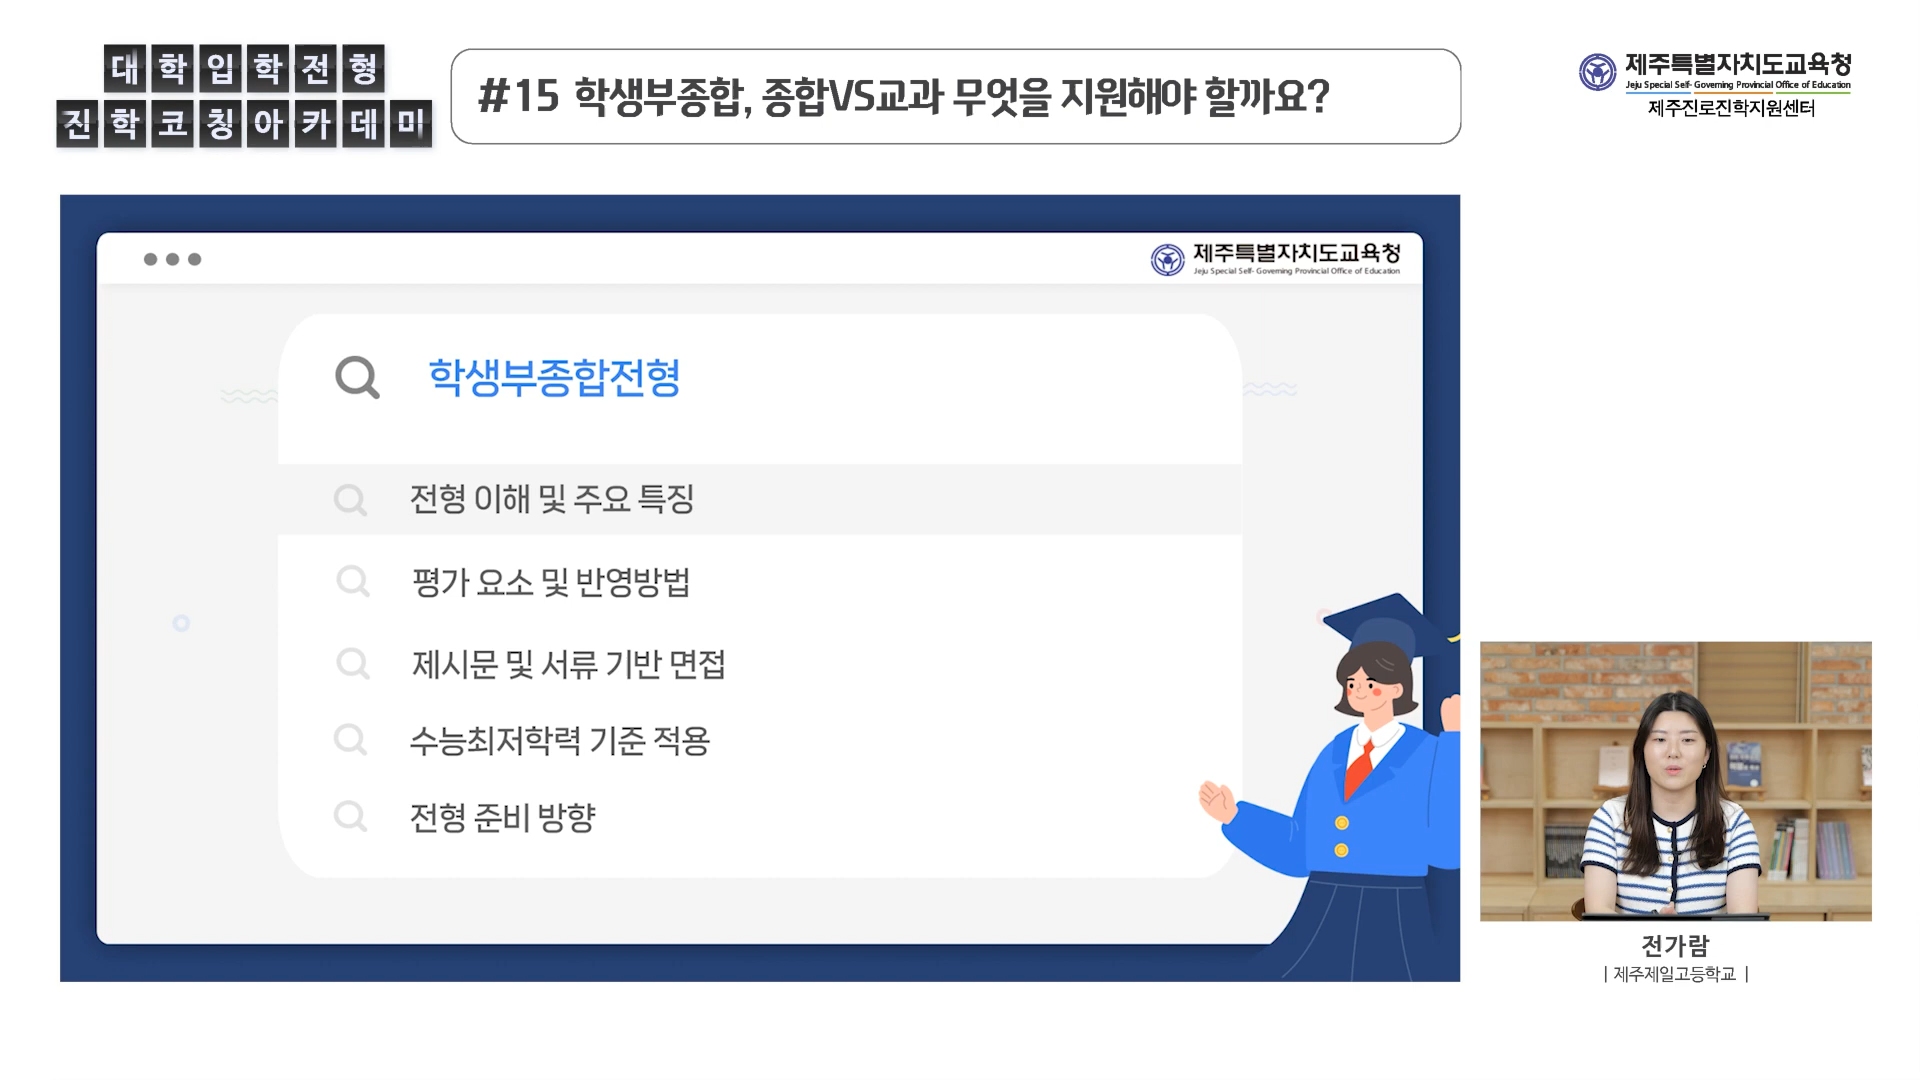 대학입학전형
진학코칭아카데미
#15 학생부종합, 종합VS교과 무엇을 지원해야 할까요?
제주특별자치도교육청
Jeju Special Self- Governing Provincial Office of Education
제주진로진학지원센터
제주특별자치도교육청
Jeju Special Self- Governing Provincial Office of Education
학생부종합전형
전형 이해 및 주요 특징
평가 요소 및 반영방법
제시문 및 서류 기반 면접
수능최저학력 기준 적용
전형 준비 방향
전가람
| 제주제일고등학교 |